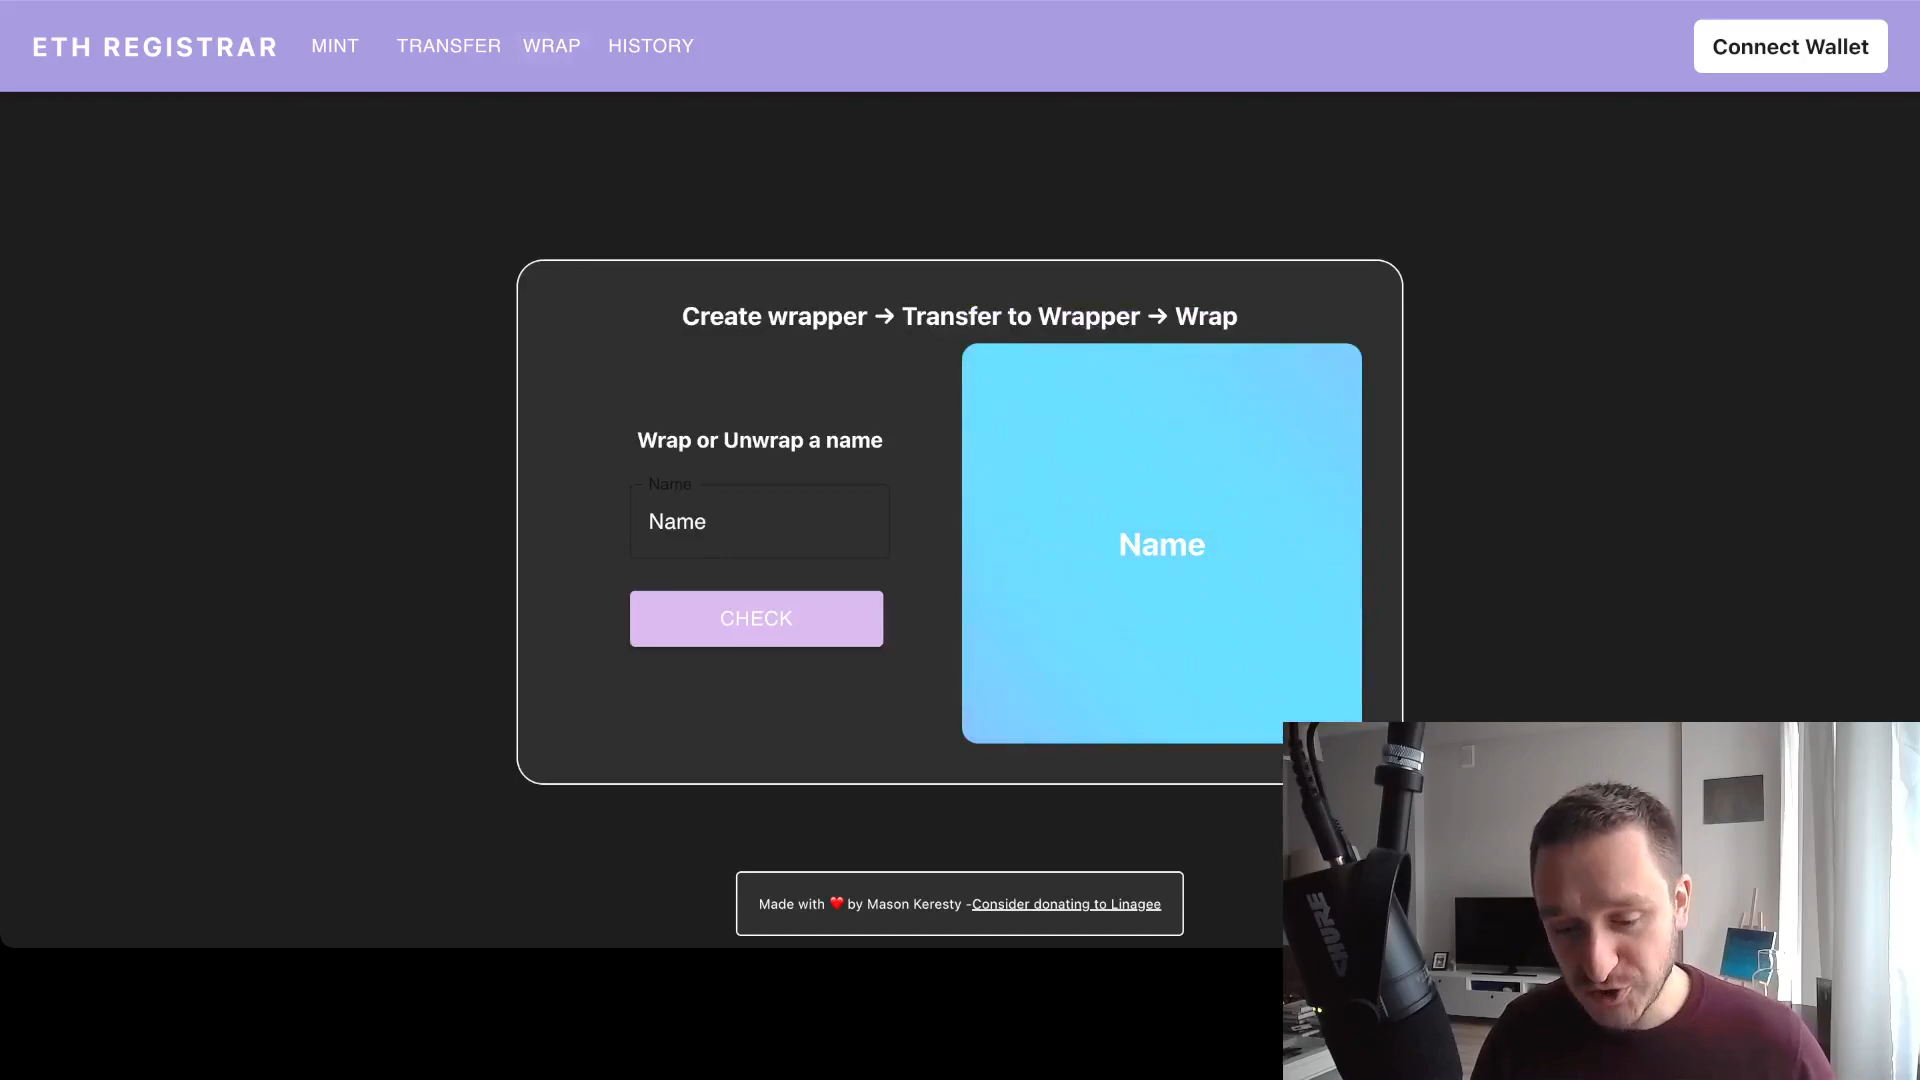 ETH REGISTRAR MINT TRANSFER WRAP HISTORY Connect Wallet
Create wrapper → Transfer to Wrapper → Wrap
Wrap or Unwrap a name
Name
Name
Name
CHECK
Made with ❤️ by Mason Keresty -Consider donating to Linagee
SHURE